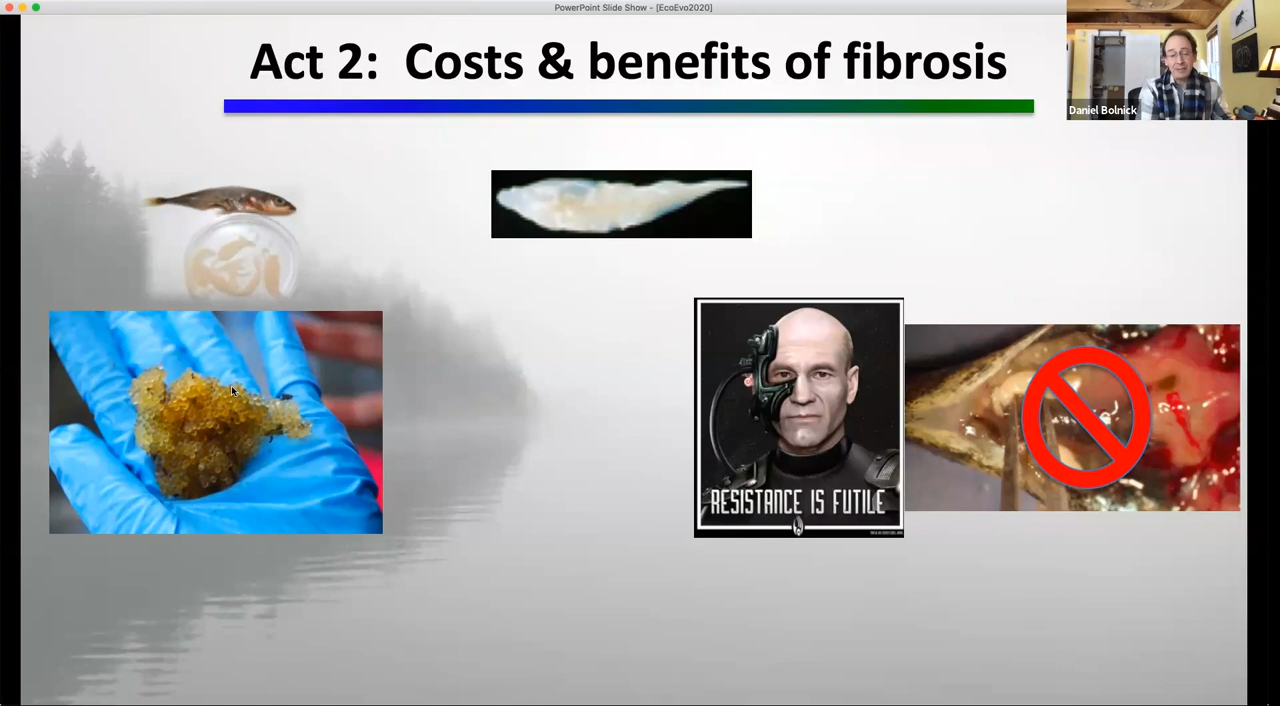 PowerPoint Slide Show - [EcoEvo2020]
Act 2: Costs & benefits of fibrosis
Daniel Bolnick
RESISTANCE IS FUTILE